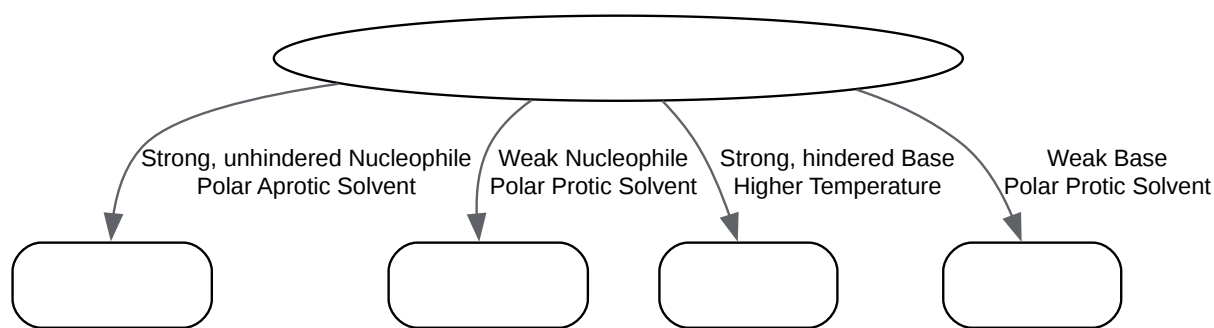 Strong, unhindered Nucleophile
Polar Aprotic Solvent
Weak Nucleophile
Polar Protic Solvent
Strong, hindered Base
Higher Temperature
Weak Base
Polar Protic Solvent